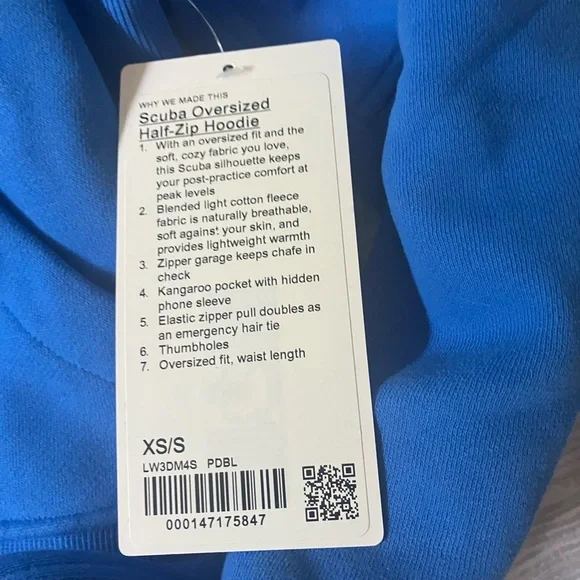 WHY WE MADE THIS
Scuba Oversized
Half-Zip Hoodie
1. With an oversized fit and the
soft, cozy fabric you love,
this Scuba silhouette keeps
your post-practice comfort at
peak levels
2. Blended light cotton fleece
fabric is naturally breathable,
soft against your skin, and
provides lightweight warmth
3. Zipper garage keeps chafe in
check
4. Kangaroo pocket with hidden
phone sleeve
5. Elastic zipper pull doubles as
an emergency hair tie
6. Thumbholes
7. Oversized fit, waist length
XS/S
LW3DM4S PDBL
000147175847